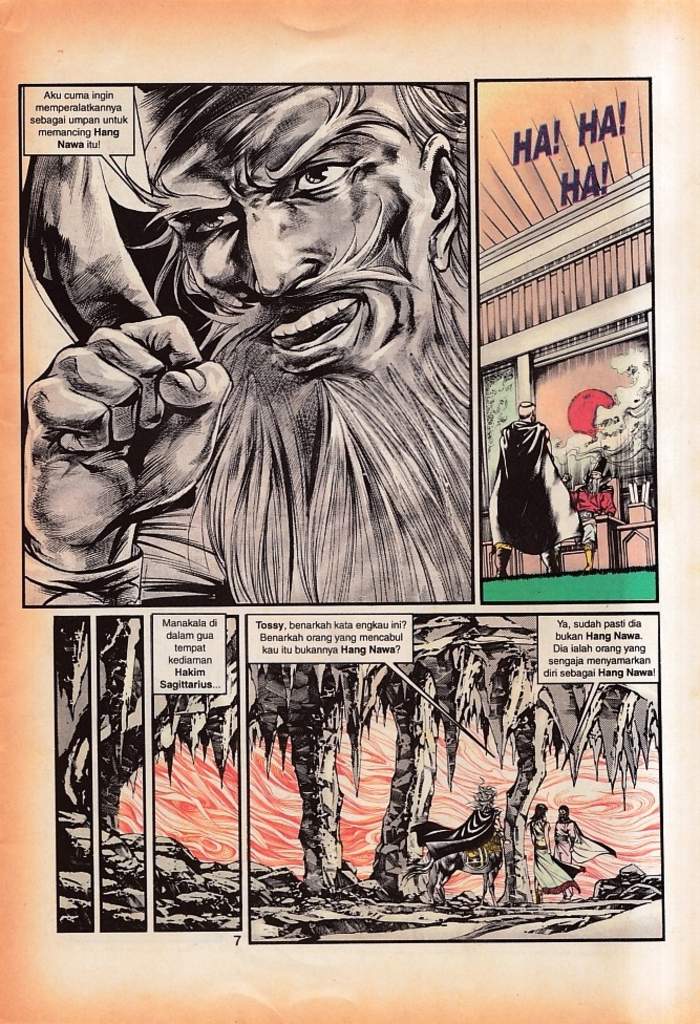 Aku cuma ingin
memperalatkannya
sebagai umpan untuk
memancing Hang
Nawa itu!
HA! HA!
HA!
Manakala di
dalam gua
tempat
kediaman
Hakim
Sagittarius...
Tossy, benarkah kata engkau ini?
Benarkah orang yang mencabul
kau itu bukannya Hang Nawa?
Ya, sudah pasti dia
bukan Hang Nawa.
Dia ialah orang yang
sengaja menyamarkan
diri sebagai Hang Nawa!
7